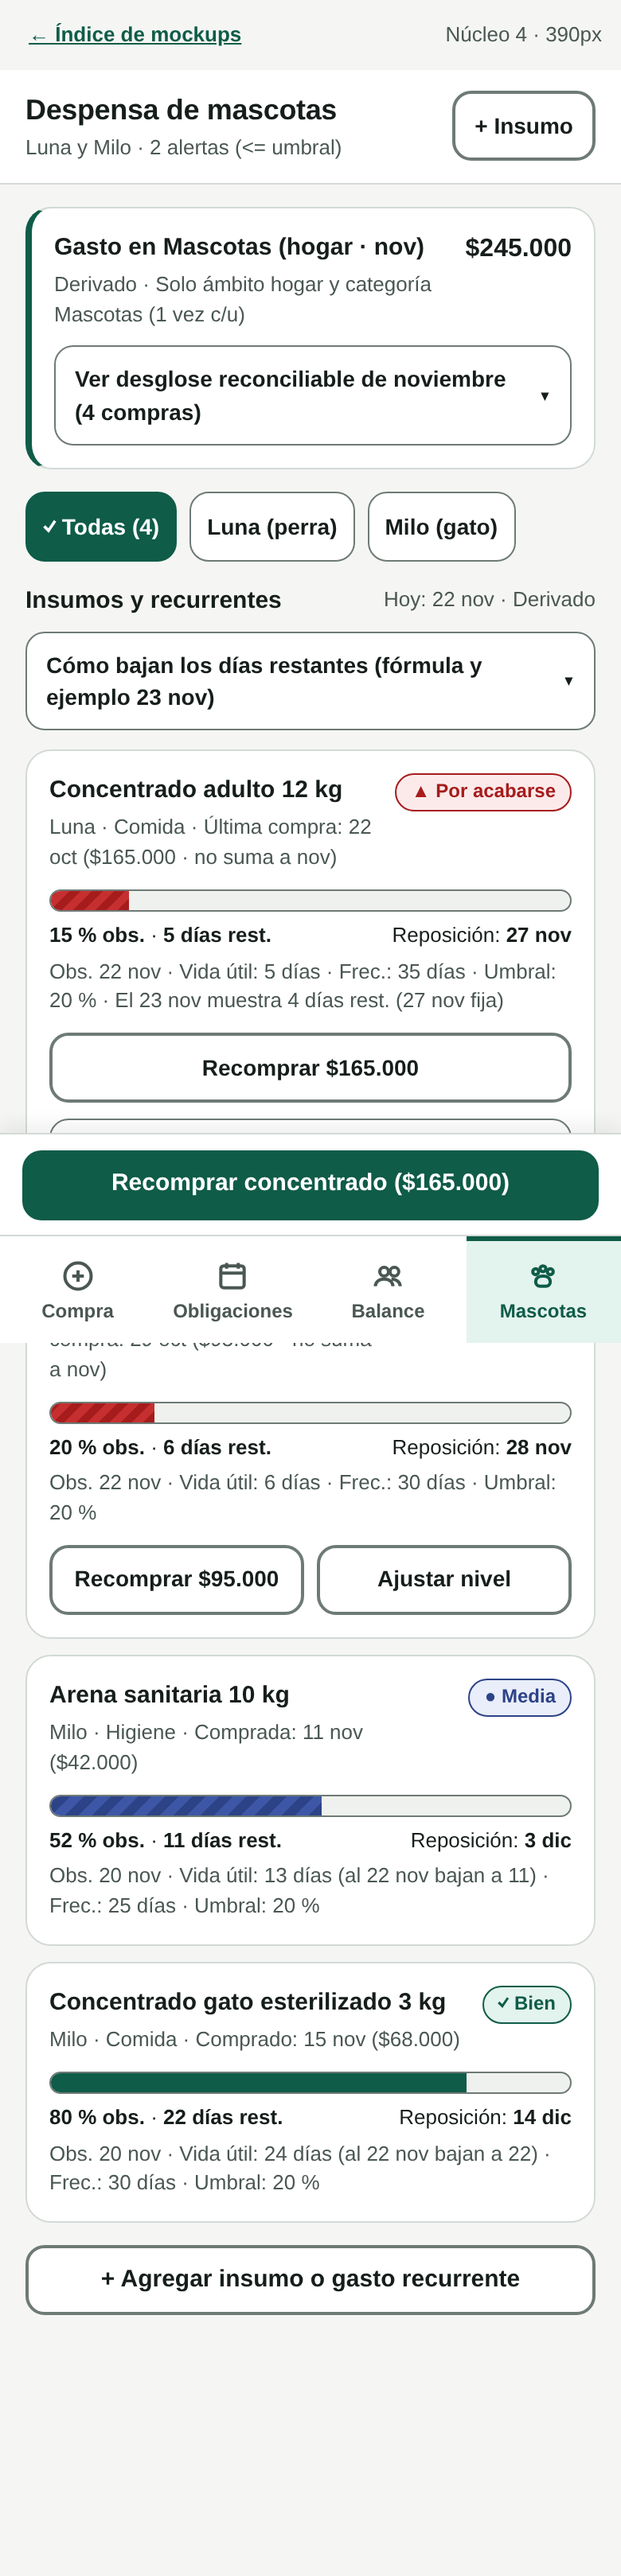 ← Índice de mockups
Núcleo 4 · 390px
Despensa de mascotas
Luna y Milo · 2 alertas (<= umbral)
+ Insumo
Gasto en Mascotas (hogar · nov)
$245.000
Derivado · Solo ámbito hogar y categoría
Mascotas (1 vez c/u)
Ver desglose reconciliable de noviembre
(4 compras)
▼
✓ Todas (4)
Luna (perra)
Milo (gato)
Insumos y recurrentes
Hoy: 22 nov · Derivado
Cómo bajan los días restantes (fórmula y
ejemplo 23 nov)
▼
Concentrado adulto 12 kg
▲ Por acabarse
Luna · Comida · Última compra: 22
oct ($165.000 · no suma a nov)
15 % obs. · 5 días rest.
Reposición: 27 nov
Obs. 22 nov · Vida útil: 5 días · Frec.: 35 días · Umbral:
20 % · El 23 nov muestra 4 días rest. (27 nov fija)
Recomprar $165.000
Recomprar concentrado ($165.000)
Compra
Obligaciones
Balance
Mascotas
a nov)
20 % obs. · 6 días rest.
Reposición: 28 nov
Obs. 22 nov · Vida útil: 6 días · Frec.: 30 días · Umbral:
20 %
Recomprar $95.000
Ajustar nivel
Arena sanitaria 10 kg
● Media
Milo · Higiene · Comprada: 11 nov
($42.000)
52 % obs. · 11 días rest.
Reposición: 3 dic
Obs. 20 nov · Vida útil: 13 días (al 22 nov bajan a 11) ·
Frec.: 25 días · Umbral: 20 %
Concentrado gato esterilizado 3 kg
✓ Bien
Milo · Comida · Comprado: 15 nov ($68.000)
80 % obs. · 22 días rest.
Reposición: 14 dic
Obs. 20 nov · Vida útil: 24 días (al 22 nov bajan a 22) ·
Frec.: 30 días · Umbral: 20 %
+ Agregar insumo o gasto recurrente